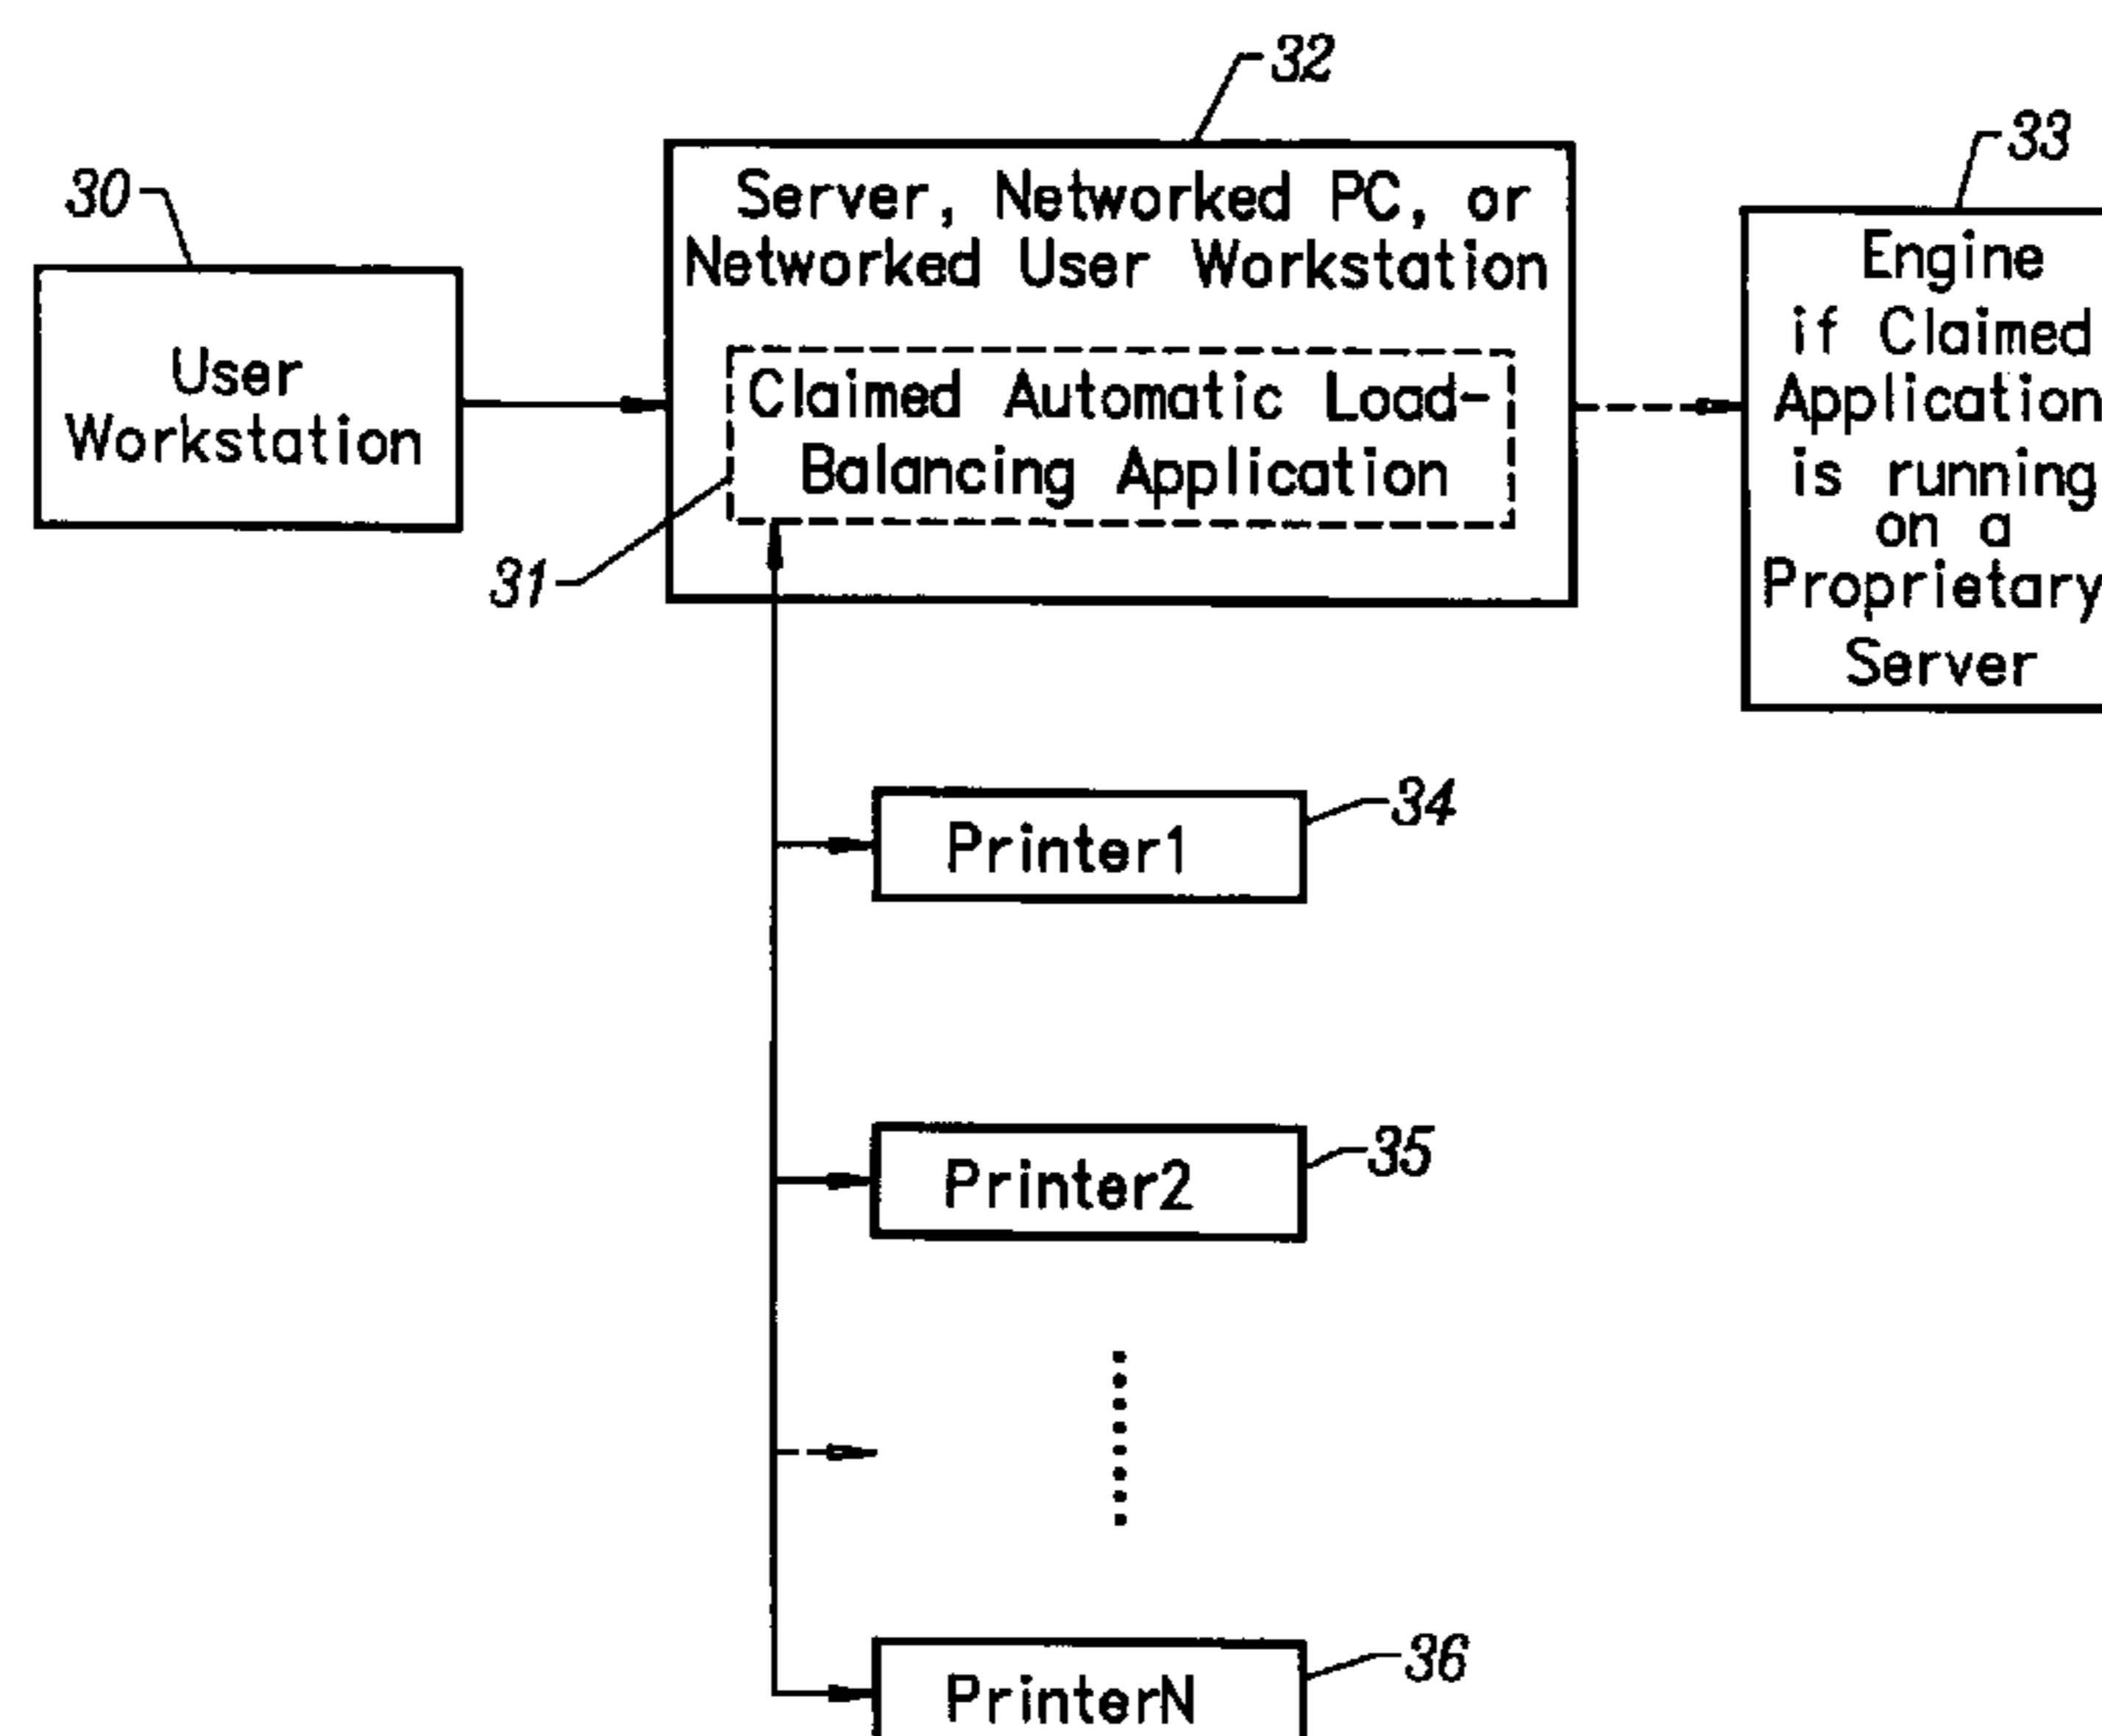 32
33
30
Server, Networked PC, or
Networked User Workstation
Engine
if Claimed
Application
is running
on a
Proprietary
Server
User
Workstation
Claimed Automatic Load-
Balancing Application
31
34
Printer1
35
Printer2
36
PrinterN